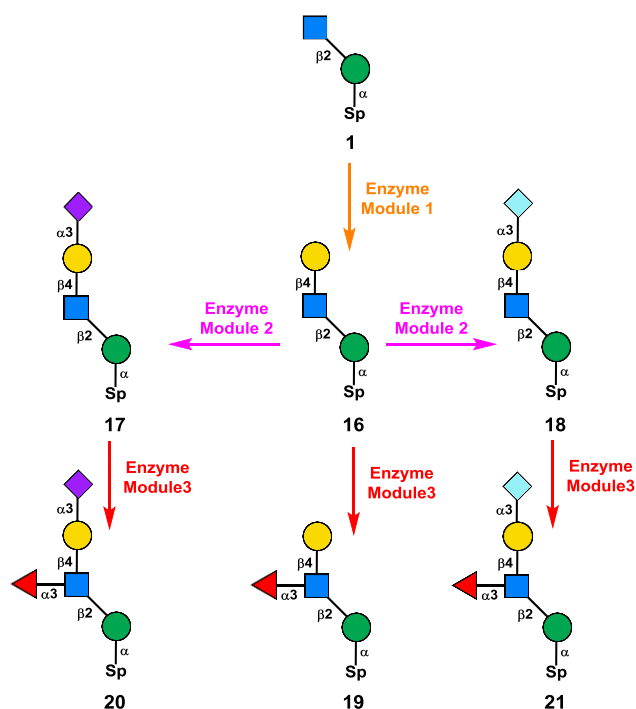 β2
α
Sp
1
Enzyme
Module 1
α3
β4
β2
α
Sp
17
Enzyme
Module 2
β4
β2
α
Sp
16
Enzyme
Module 2
α3
β4
β2
α
Sp
18
Enzyme
Module3
Enzyme
Module3
Enzyme
Module3
α3
β4
α3
β2
α
Sp
20
β4
α3
β2
α
Sp
19
α3
β4
α3
β2
α
Sp
21